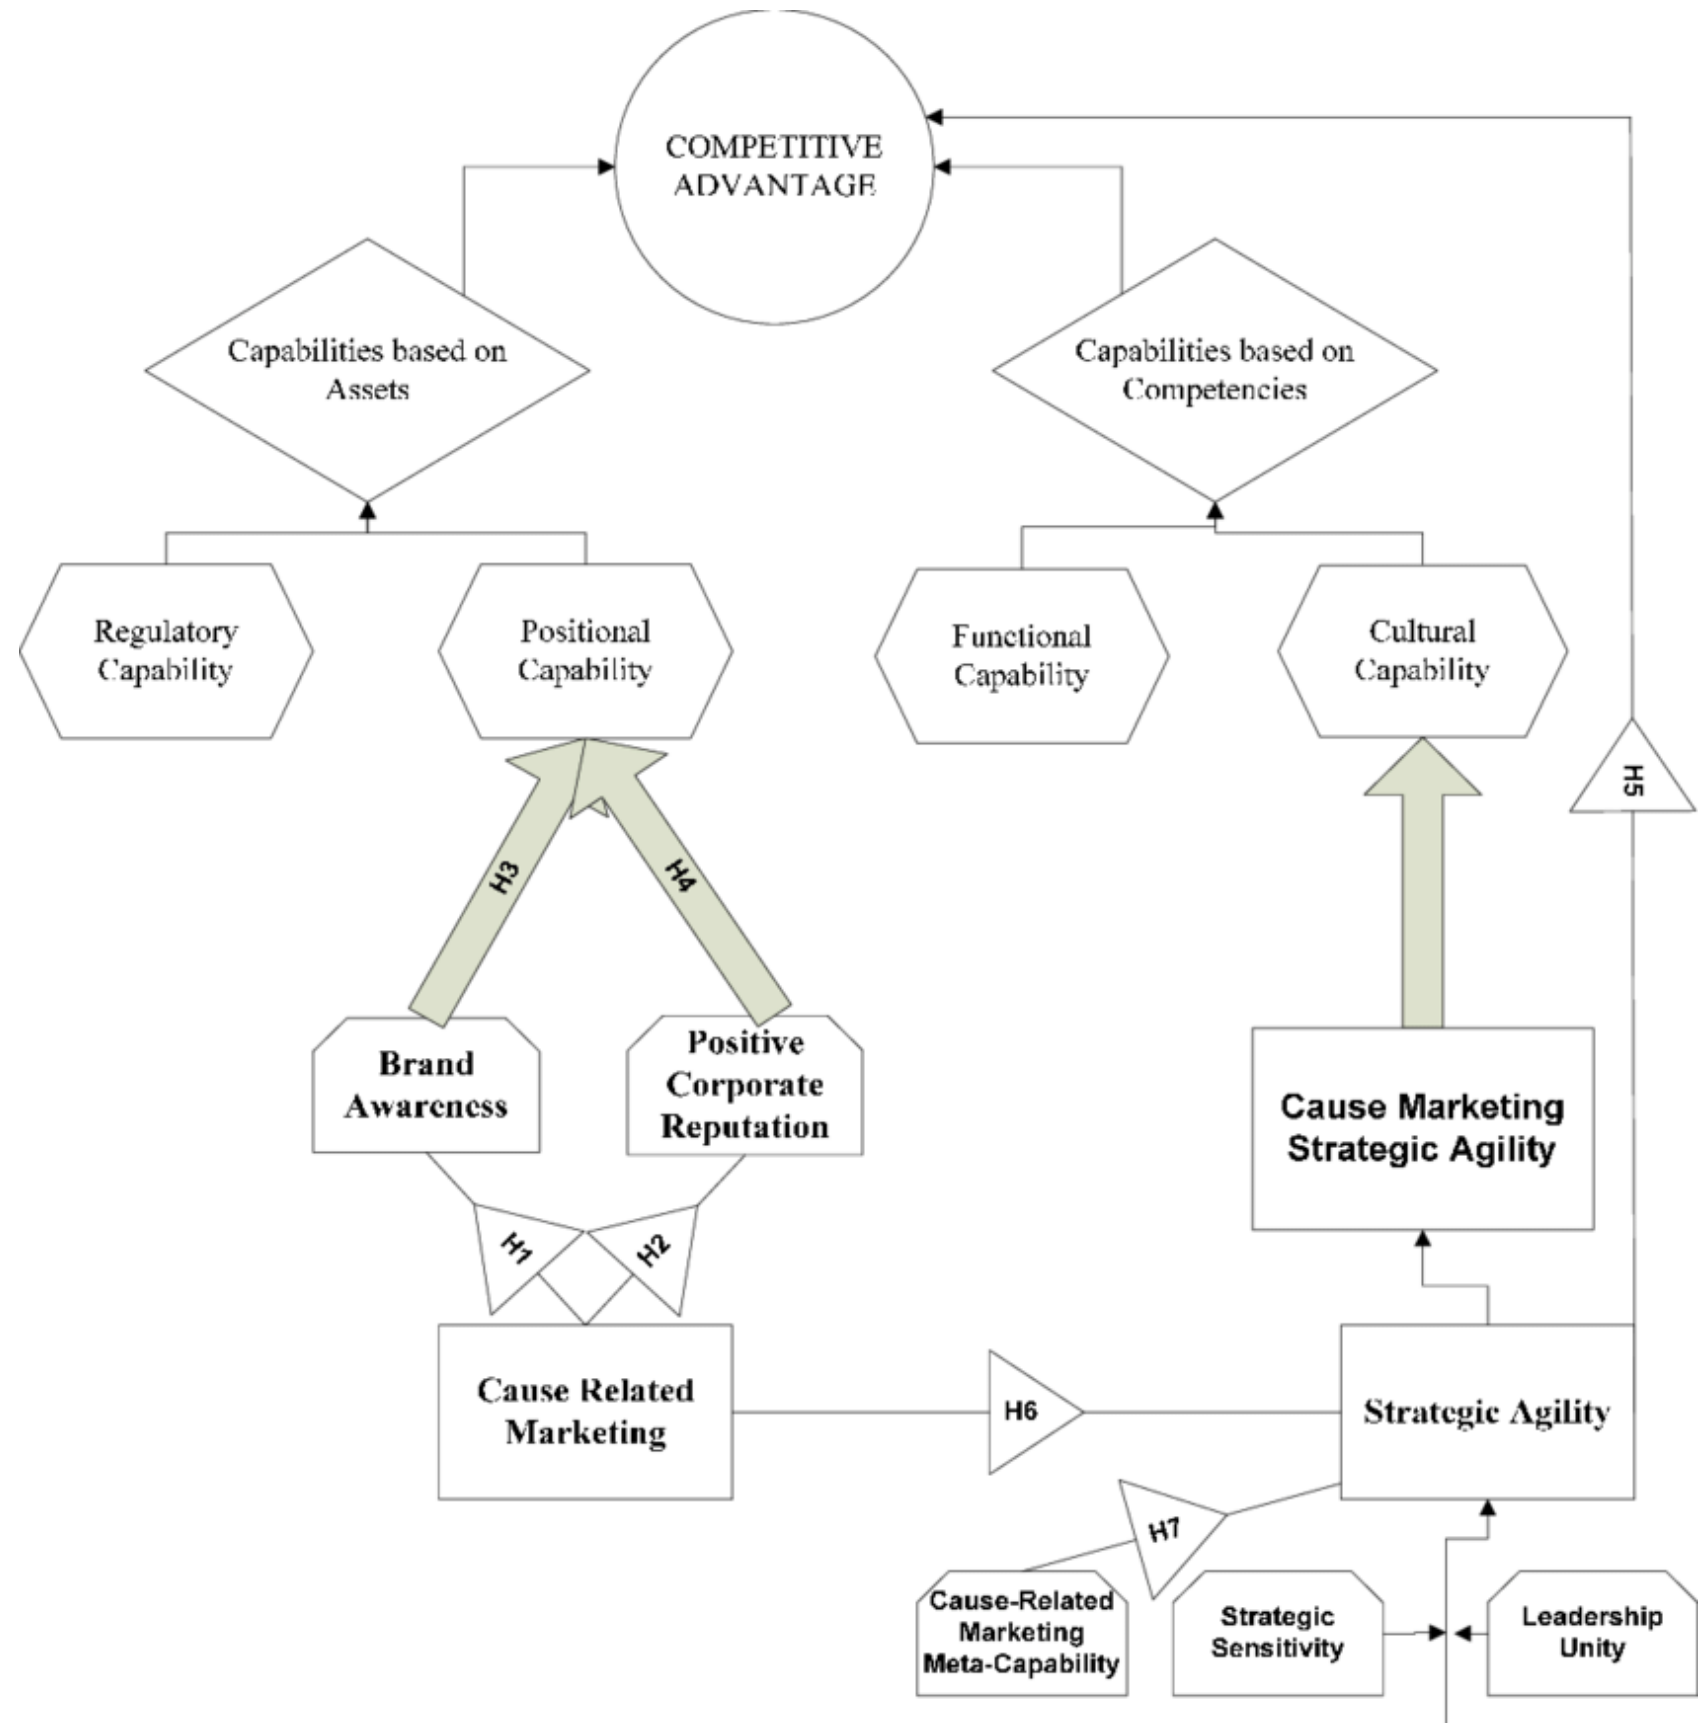 COMPETITIVE
ADVANTAGE
Capabilities based on
Assets
Capabilities based on
Competencies
Regulatory
Capability
Positional
Capability
Functional
Capability
Cultural
Capability
H5
H3
H4
Brand
Awareness
Positive
Corporate
Reputation
Cause Marketing
Strategic Agility
H1
H2
Cause Related
Marketing
H6
Strategic Agility
H7
Cause-Related
Marketing
Meta-Capability
Strategic
Sensitivity
Leadership
Unity